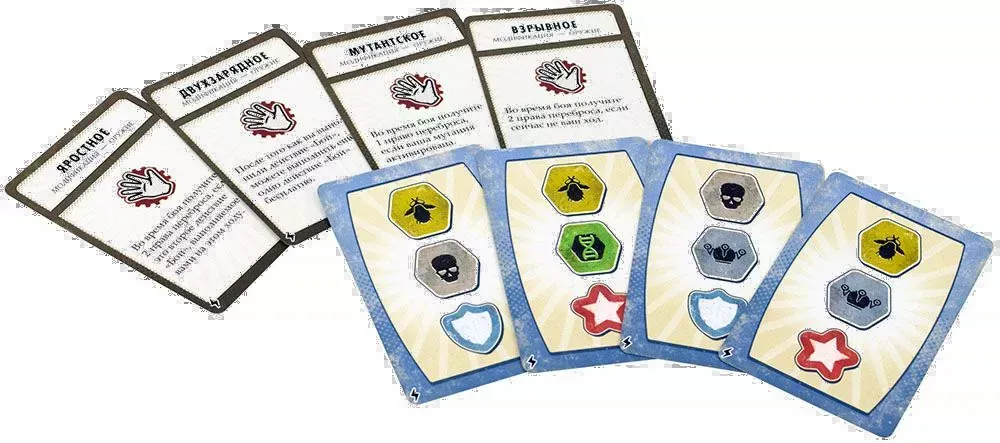 ЯРОСТНОЕ
МОДИФИКАЦИЯ — ОРУЖИЕ
Во время боя получите
2 права переброса, если
это второе действие
«Бой», выполняемое
вами на этом ходу.
ДВУХЗАРЯДНОЕ
МОДИФИКАЦИЯ — ОРУЖИЕ
После того как вы выпол-
нили действие «Бой»,
можете выполнить ещё
одно действие «Бой»
бесплатно.
МУТАНТСКОЕ
МОДИФИКАЦИЯ — ОРУЖИЕ
Во время боя получите
1 право переброса,
если ваша мутация
активирована.
ВЗРЫВНОЕ
МОДИФИКАЦИЯ — ОРУЖИЕ
Во время боя получите
2 права переброса, если
сейчас не ваш ход.